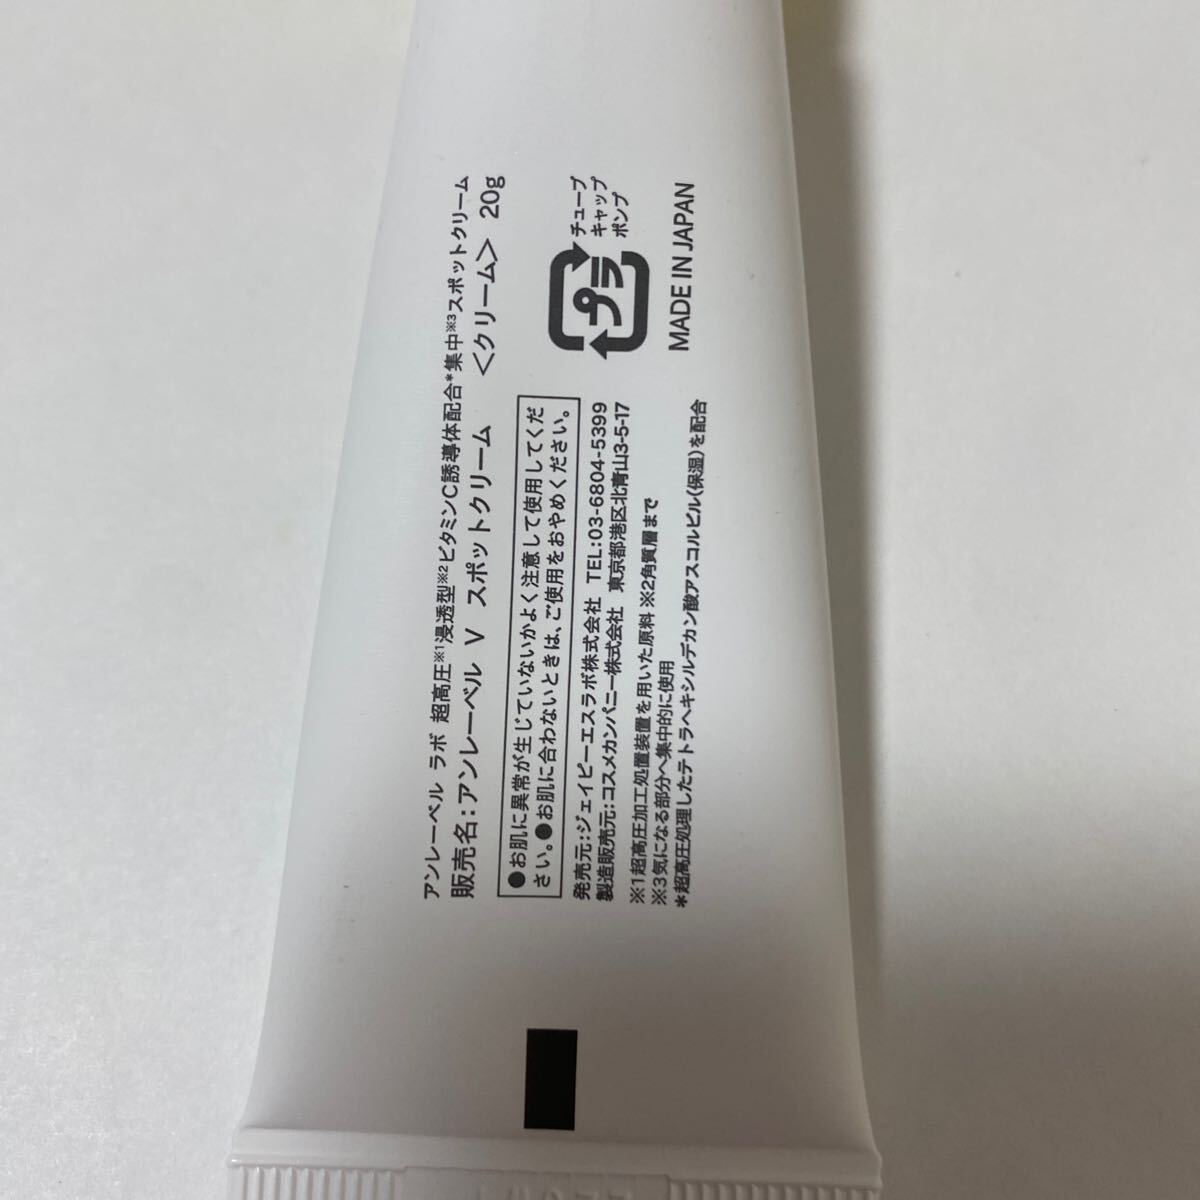 アンレーベル ラボ 超高圧※1浸透型※2ビタミンC誘導体配合*集中※3スポットクリーム
販売名:アンレーベル V スポットクリーム 〈クリーム〉 20g
●お肌に異常が生じていないかよく注意して使用してくだ
さい。●お肌に合わないときは、ご使用をおやめください。
発売元:ジェイピーエスラボ株式会社 TEL:03-6804-5399
製造販売元:コスメカンパニー株式会社 東京都港区北青山3-5-17
※1超高圧加工処置装置を用いた原料 ※2角質層まで
※3気になる部分へ集中的に使用
*超高圧処理したテトラヘキシルデカン酸アスコルビル(保湿)を配合
プラ
チューブ
キャップ
ポンプ
MADE IN JAPAN